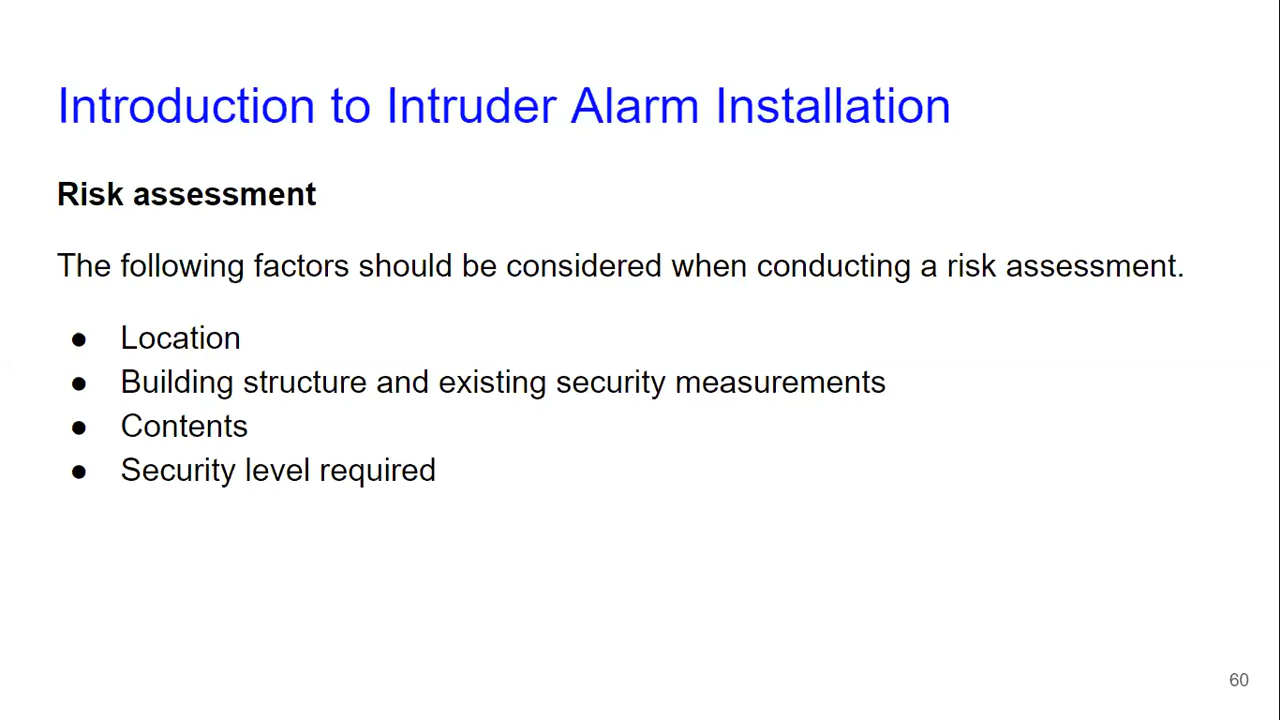 Introduction to Intruder Alarm Installation
Risk assessment
The following factors should be considered when conducting a risk assessment.
● Location
● Building structure and existing security measurements
● Contents
● Security level required
60